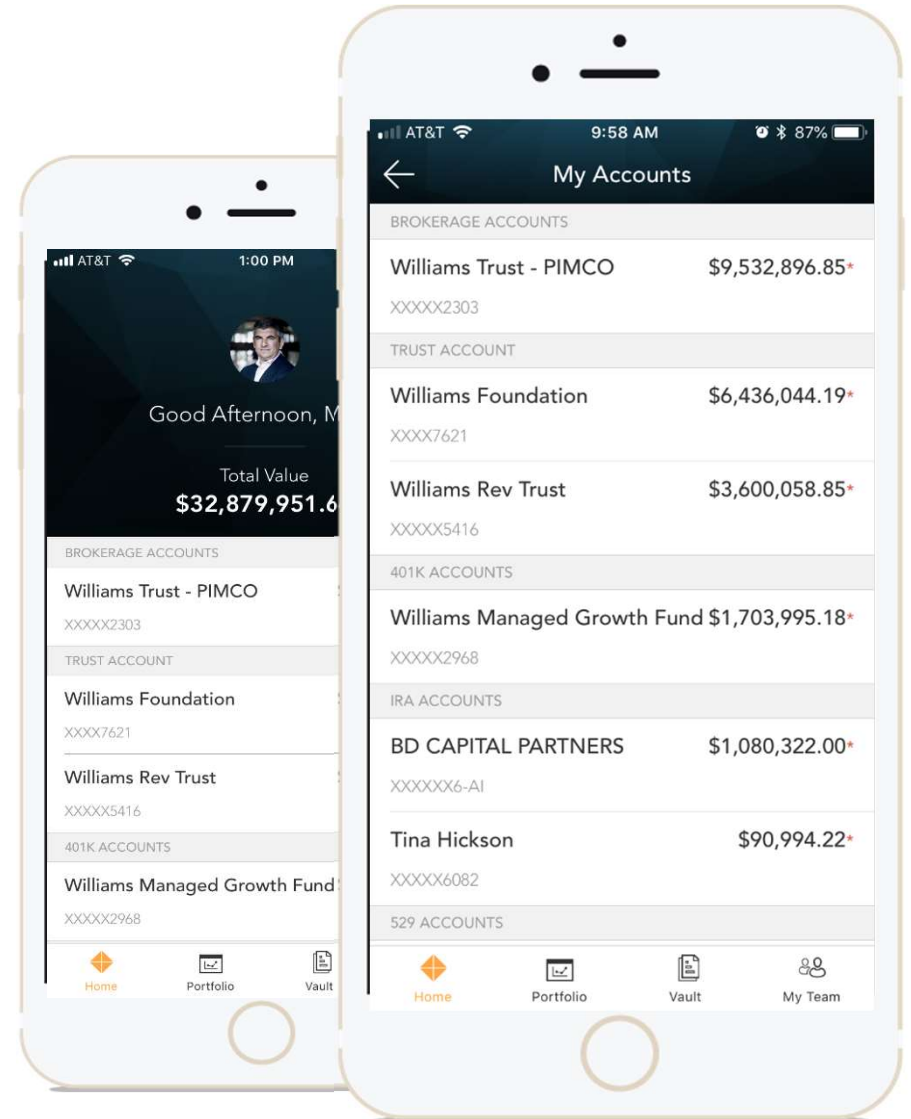 AT&T 1:00 PM
Good Afternoon, M
Total Value
$32,879,951.6
BROKERAGE ACCOUNTS
Williams Trust - PIMCO
XXXXX2303
TRUST ACCOUNT
Williams Foundation
XXXX7621
Williams Rev Trust
XXXXX5416
401K ACCOUNTS
Williams Managed Growth Fund
XXXXX2968
Home Portfolio Vault
AT&T 9:58 AM 87%
My Accounts
BROKERAGE ACCOUNTS
Williams Trust - PIMCO $9,532,896.85*
XXXXX2303
TRUST ACCOUNT
Williams Foundation $6,436,044.19*
XXXX7621
Williams Rev Trust $3,600,058.85*
XXXXX5416
401K ACCOUNTS
Williams Managed Growth Fund $1,703,995.18*
XXXXX2968
IRA ACCOUNTS
BD CAPITAL PARTNERS $1,080,322.00*
XXXXXX6-AI
Tina Hickson $90,994.22*
XXXXX6082
529 ACCOUNTS
Home Portfolio Vault My Team